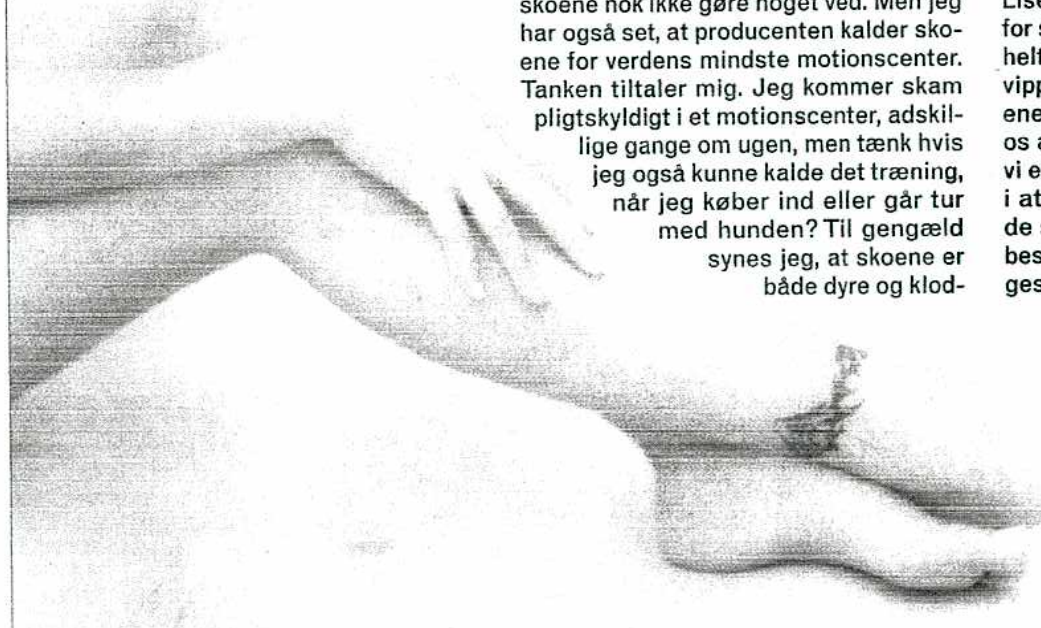 skoene nok ikke gøre noget ved. Men jeg
har også set, at producenten kalder sko-
ene for verdens mindste motionscenter.
Tanken tiltaler mig. Jeg kommer skam
pligtskyldigt i et motionscenter, adskil-
lige gange om ugen, men tænk hvis
jeg også kunne kalde det træning,
når jeg køber ind eller går tur
med hunden? Til gengæld
synes jeg, at skoene er
både dyre og klod-
for
helt
vipp
ene
os
vi e
i at
de
bes
ges